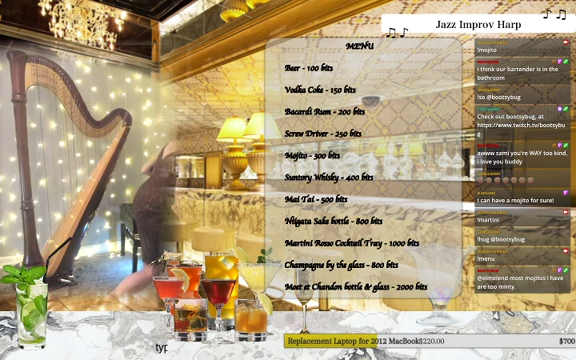 Jazz Improv Harp
MENU
Beer - 100 bits
Vodka Coke - 150 bits
Bacardi Rum - 200 bits
Screw Driver - 250 bits
Mojito - 300 bits
Suntory Whisky - 400 bits
Mai Tai - 500 bits
Niigata Sake bottle - 800 bits
Martini Rosso Cocktail Tray - 1000 bits
Champagne by the glass - 800 bits
Moet et Chandon bottle & glass - 2000 bits
!mojito
i think our bartender is in the
bathroom
!so @bootsybug
Check out bootsybug, at
https://www.twitch.tv/bootsybu
awww sami you're WAY too kind,
i love you buddy
I can have a mojito for sure!
!martini
!hug @bootsybug
!menu
@elinelend most mojitos i have
are too minty.
typ
Replacement Laptop for 2012 MacBook $220.00
$700